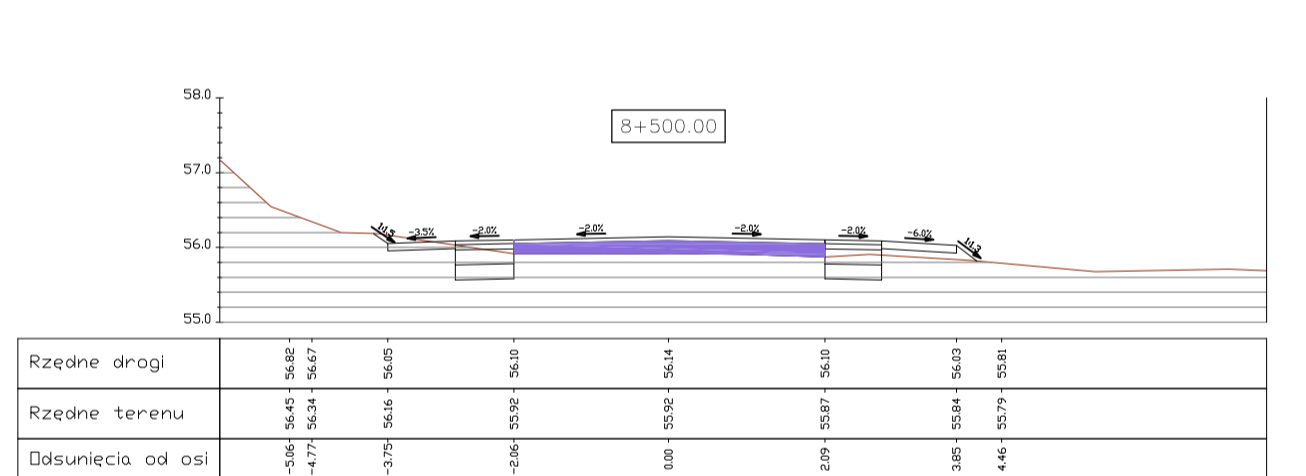 58.0
8+500.00
57.0
1:1.5 -3.5% -2.0% -2.0% -2.0% -2.0% -6.0%
56.0
55.0
Rzędne drogi 56.82 56.67 56.05 56.10 56.14 56.10 56.03 55.81
Rzędne terenu 56.45 56.34 56.16 55.92 55.92 55.87 55.84 55.79
Odsunięcia od osi -5.06 -4.77 -3.75 -2.06 0.00 2.09 3.85 4.46